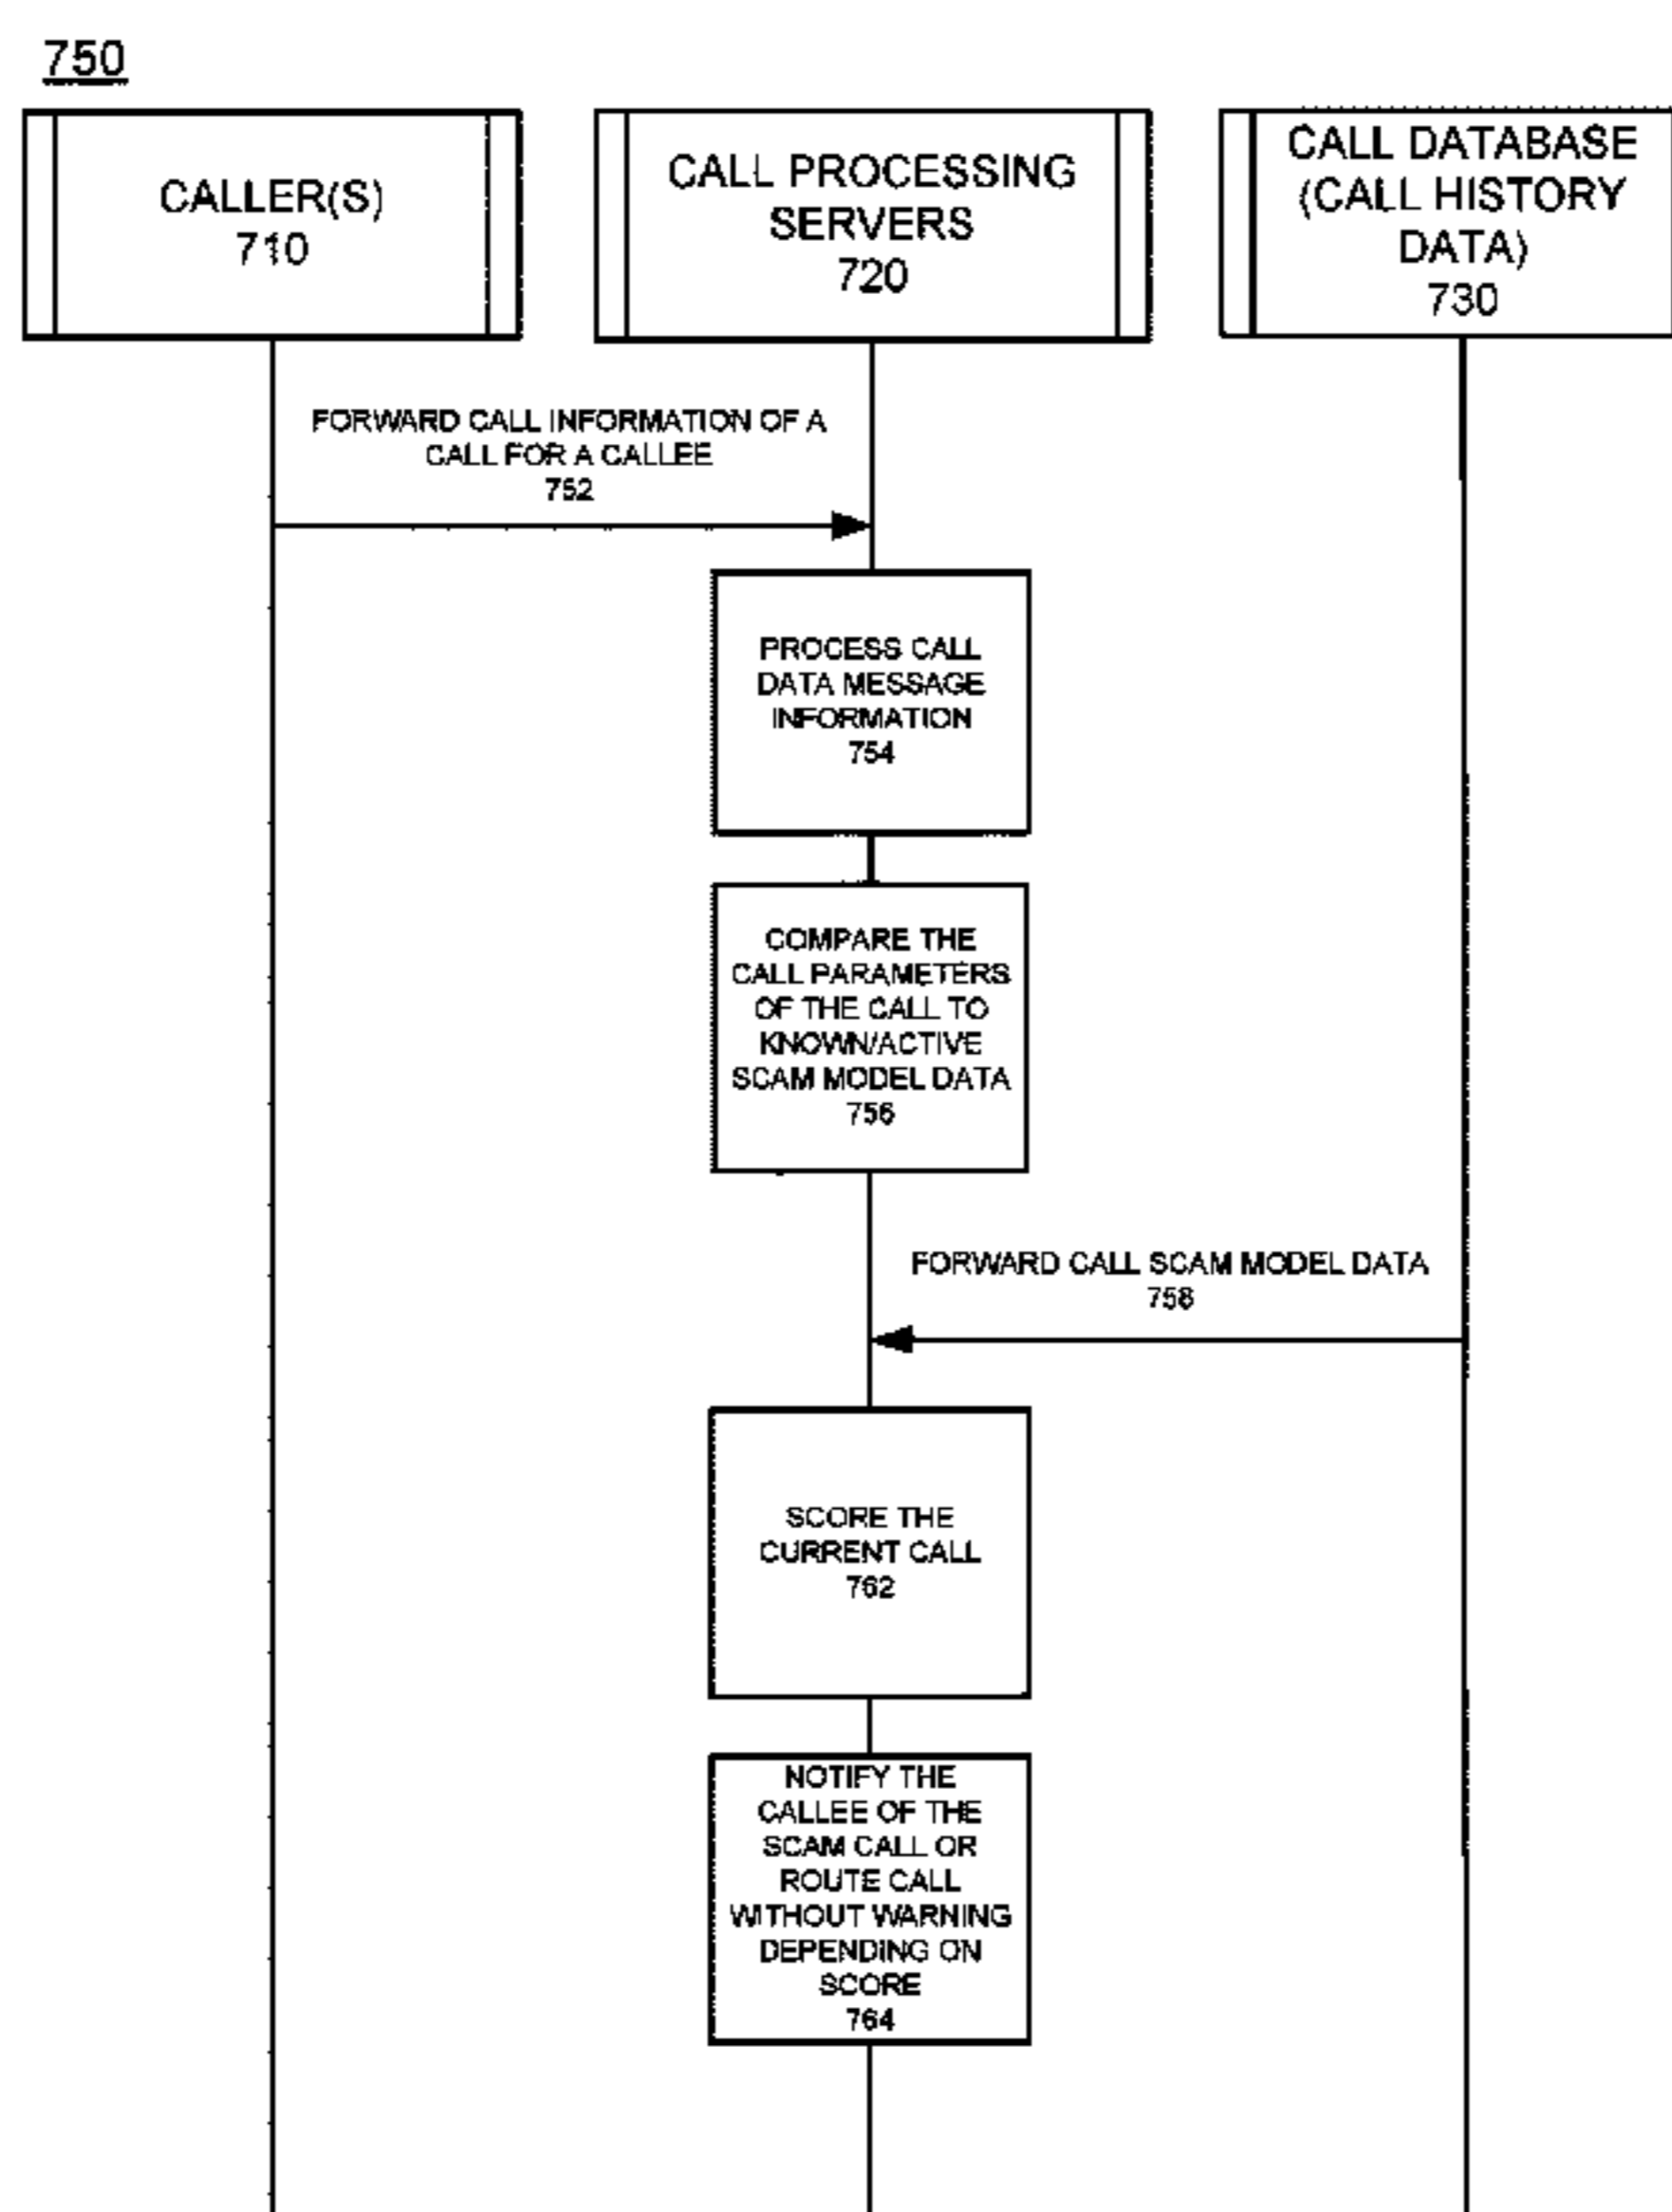 750
CALLER(S)
710
CALL PROCESSING
SERVERS
720
CALL DATABASE
(CALL HISTORY
DATA)
730
FORWARD CALL INFORMATION OF A
CALL FOR A CALLEE
752
PROCESS CALL
DATA MESSAGE
INFORMATION
754
COMPARE THE
CALL PARAMETERS
OF THE CALL TO
KNOWN/ACTIVE
SCAM MODEL DATA
756
FORWARD CALL SCAM MODEL DATA
758
SCORE THE
CURRENT CALL
762
NOTIFY THE
CALLEE OF THE
SCAM CALL OR
ROUTE CALL
WITHOUT WARNING
DEPENDING ON
SCORE
764